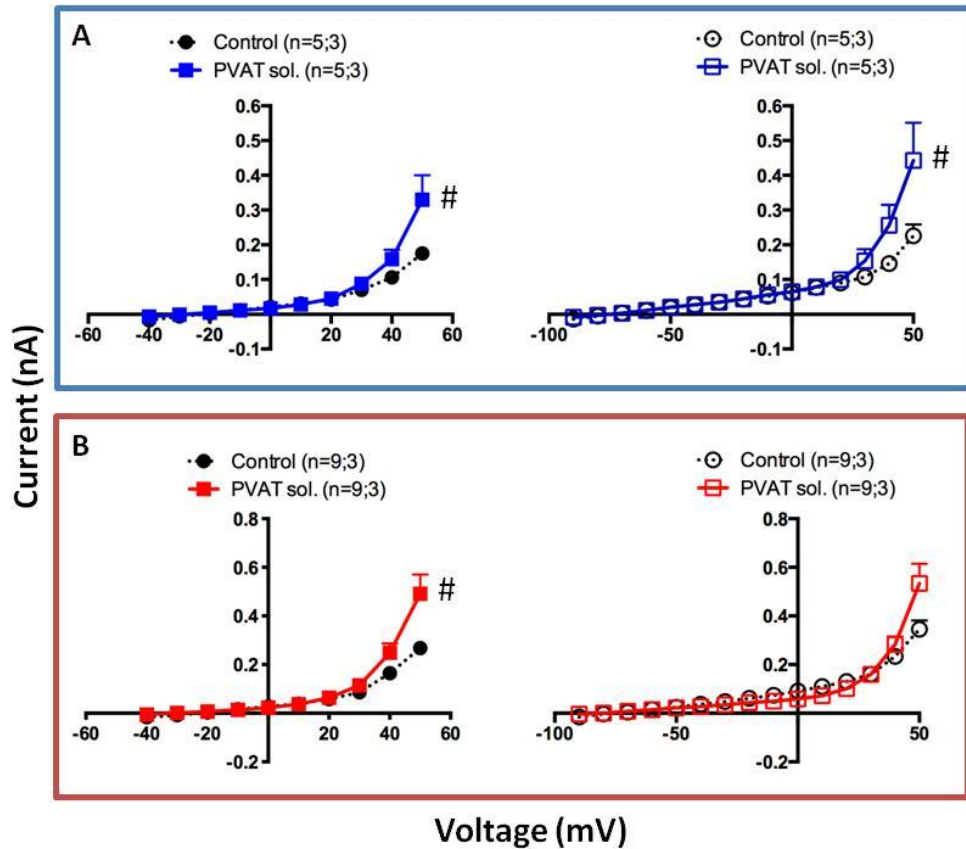 A
Control (n=5;3)
PVAT sol. (n=5;3)
0.6
0.5
0.4
0.3
0.2
0.1
-0.1
-60 -40 -20 20 40 60
#
Control (n=5;3)
PVAT sol. (n=5;3)
0.6
0.5
0.4
0.3
0.2
0.1
-0.1
-100 -50 50
#
Current (nA)
B
Control (n=9;3)
PVAT sol. (n=9;3)
0.8
0.6
0.4
0.2
-0.2
-60 -40 -20 20 40 60
#
Control (n=9;3)
PVAT sol. (n=9;3)
0.8
0.6
0.4
0.2
-0.2
-100 -50 50
Voltage (mV)